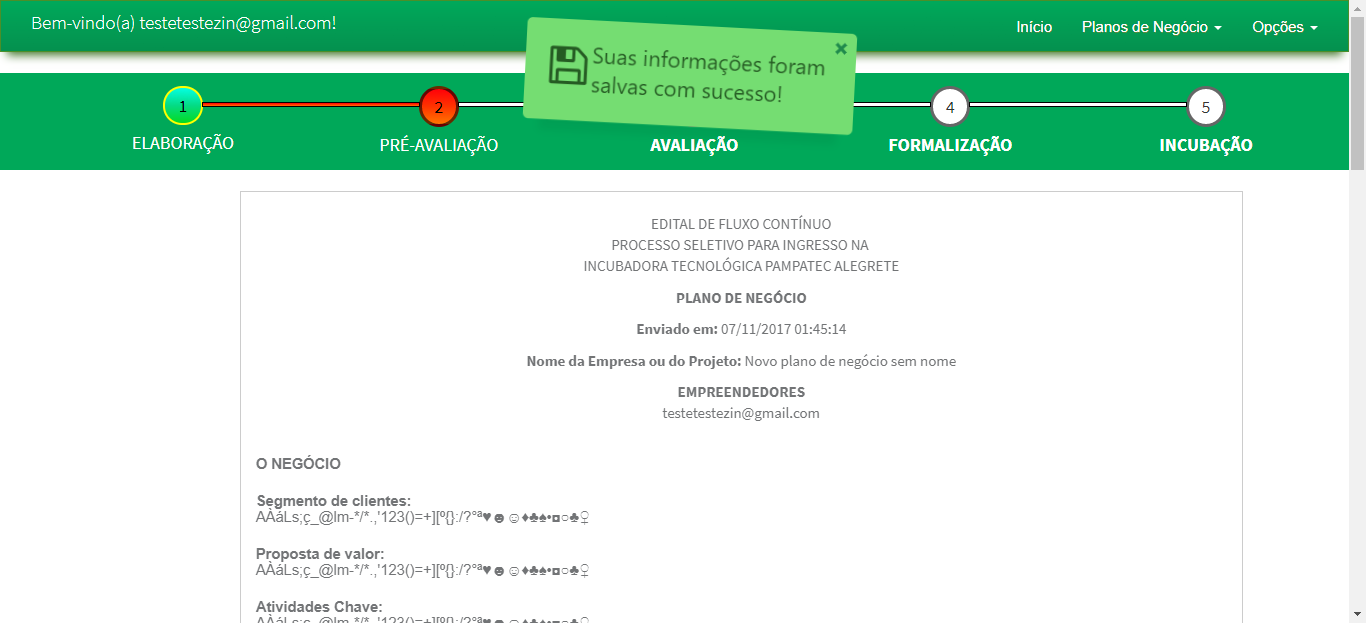 Bem-vindo(a) testetestezin@gmail.com!
Início
Planos de Negócio
Opções
Suas informações foram
salvas com sucesso!
1
2
4
5
ELABORAÇÃO
PRÉ-AVALIAÇÃO
AVALIAÇÃO
FORMALIZAÇÃO
INCUBAÇÃO
EDITAL DE FLUXO CONTÍNUO
PROCESSO SELETIVO PARA INGRESSO NA
INCUBADORA TECNOLÓGICA PAMPATEC ALEGRETE
PLANO DE NEGÓCIO
Enviado em: 07/11/2017 01:45:14
Nome da Empresa ou do Projeto: Novo plano de negócio sem nome
EMPREENDEDORES
testetestezin@gmail.com
O NEGÓCIO
Segmento de clientes:
AÀáLs;ç_@lm-*/*.,'123()=+][º{}:/?°ª♥☻☺♦♣♠•◘○♣♀
Proposta de valor:
AÀáLs;ç_@lm-*/*.,'123()=+][º{}:/?°ª♥☻☺♦♣♠•◘○♣♀
Atividades Chave:
AÀáLs;ç_@lm-*/*.,'123()=+][º{}:/?°ª♥☻☺♦♣♠•◘○♣♀